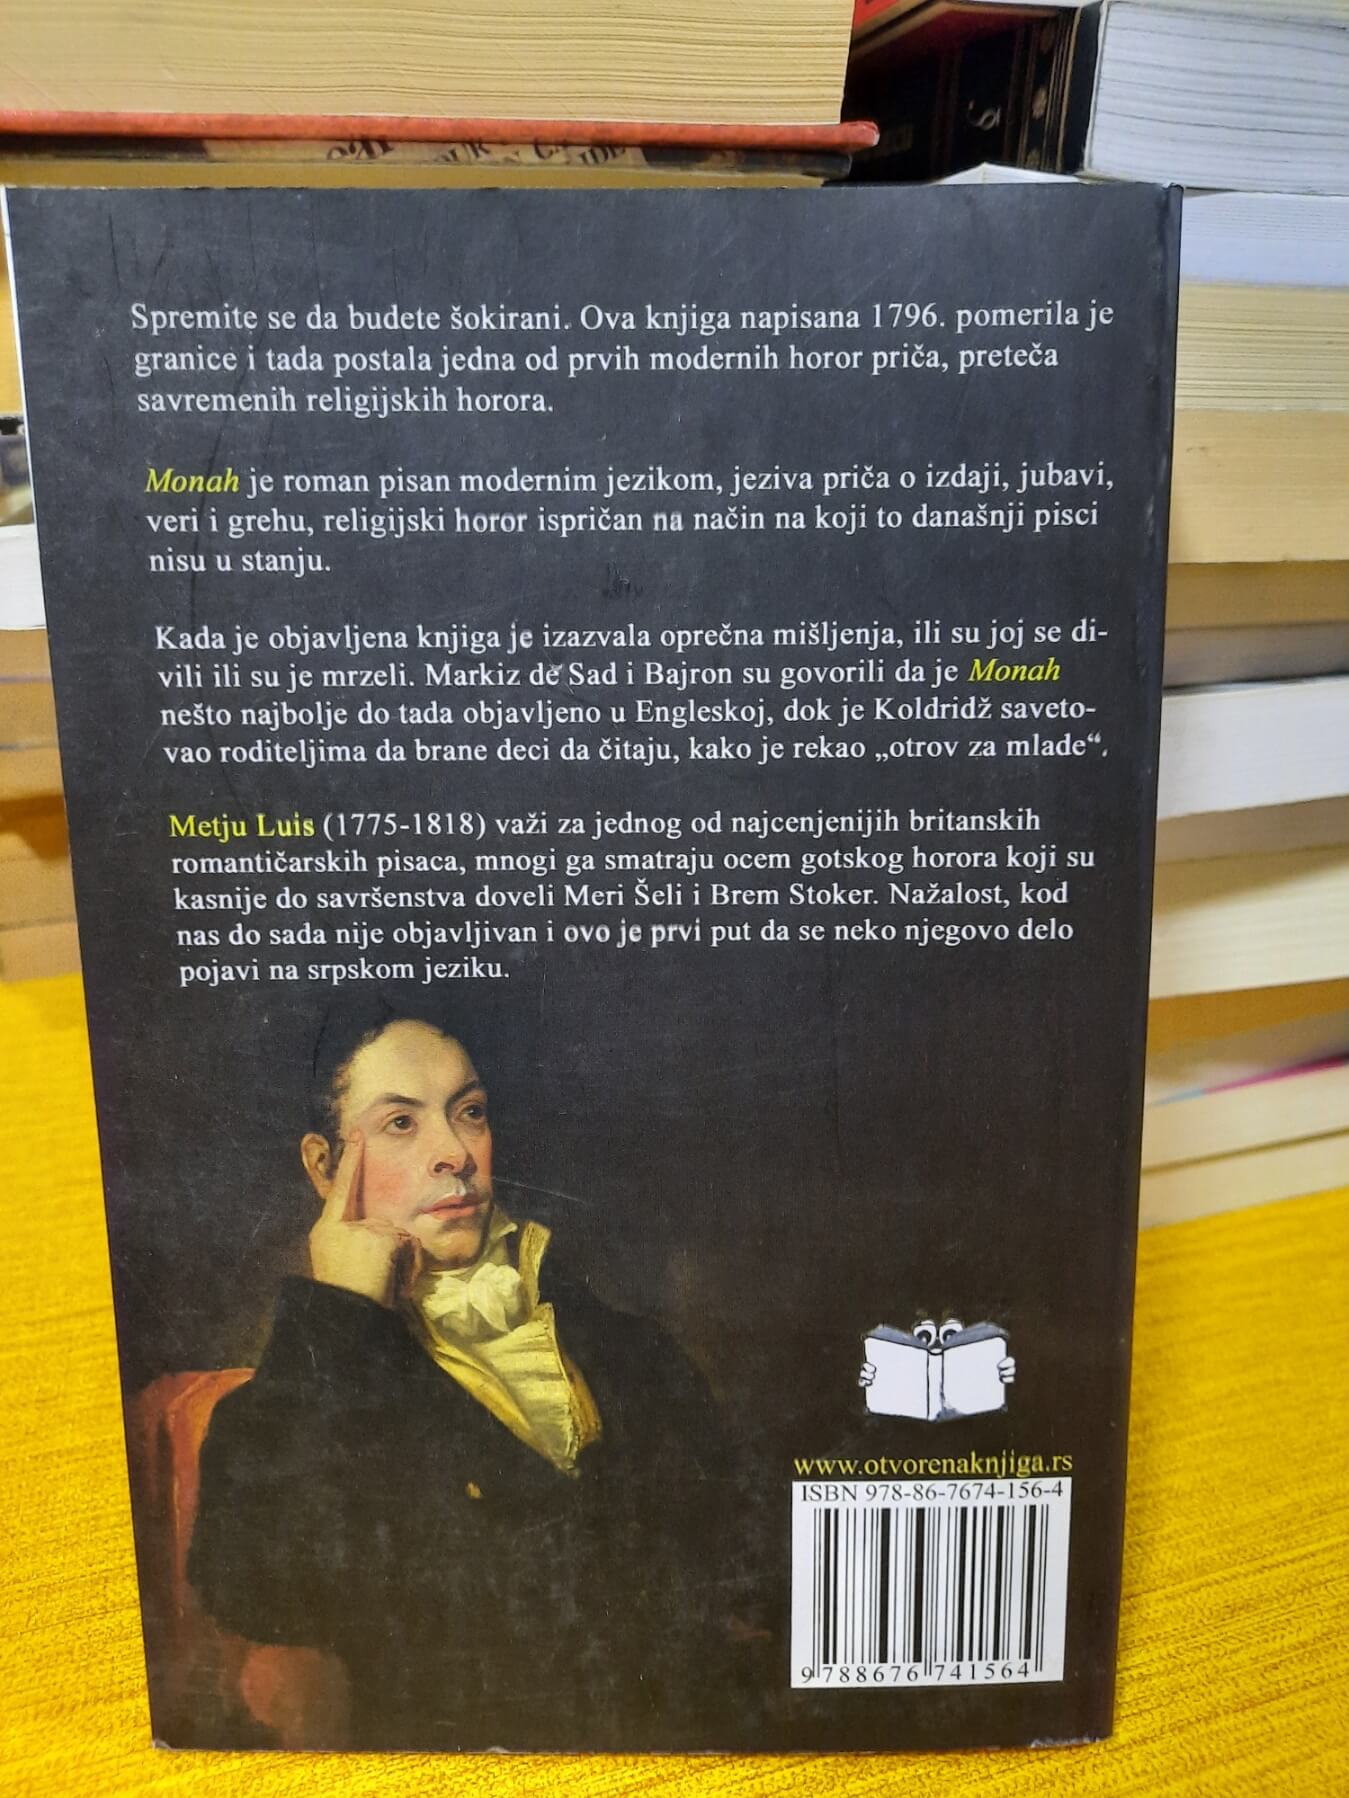 Spremite se da budete šokirani. Ova knjiga napisana 1796. pomerila je
granice i tada postala jedna od prvih modernih horor priča, preteča
savremenih religijskih horora.
Monah je roman pisan modernim jezikom, jeziva priča o izdaji, jubavi,
veri i grehu, religijski horor ispričan na način na koji to današnji pisci
nisu u stanju.
Kada je objavljena knjiga je izazvala oprečna mišljenja, ili su joj se di-
vili ili su je mrzeli. Markiz de Sad i Bajron su govorili da je Monah
nešto najbolje do tada objavljeno u Engleskoj, dok je Koldridž saveto-
vao roditeljima da brane deci da čitaju, kako je rekao „otrov za mlade“.
Metju Luis (1775-1818) važi za jednog od najcenjenijih britanskih
romantičarskih pisaca, mnogi ga smatraju ocem gotskog horora koji su
kasnije do savršenstva doveli Meri Šeli i Brem Stoker. Nažalost, kod
nas do sada nije objavljivan i ovo je prvi put da se neko njegovo delo
pojavi na srpskom jeziku.
www.otvorenaknjiga.rs
ISBN 978-86-7674-156-4
9 788676 741564